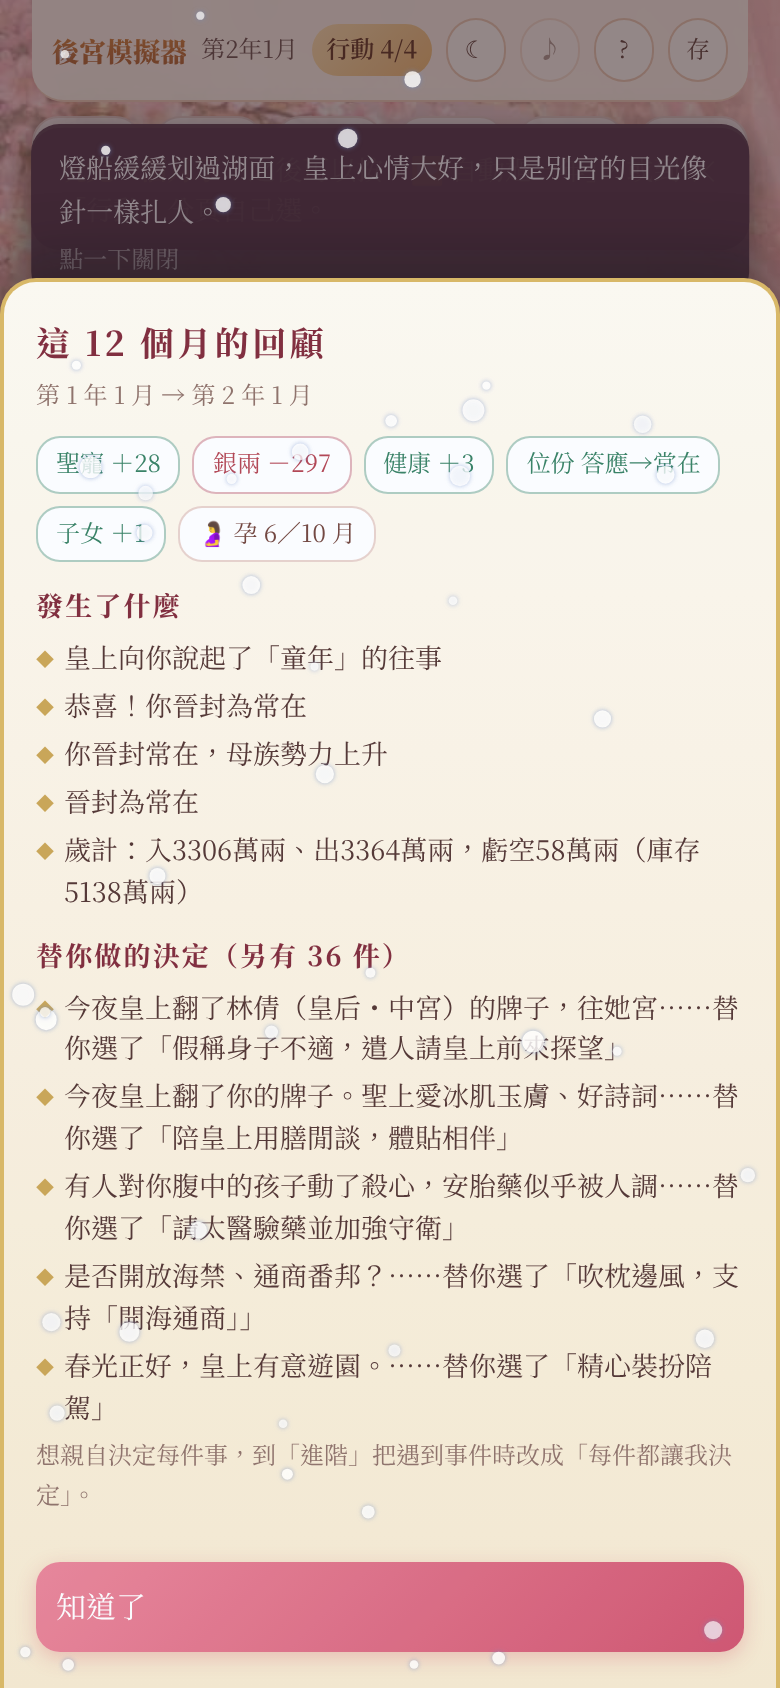 後宮模擬器 第2年1月 行動 4/4 ☾ ♪ ? 存
燈船緩緩划過湖面，皇上心情大好，只是別宮的目光像
針一樣扎人。
點一下關閉
這 12 個月的回顧
第 1 年 1 月 → 第 2 年 1 月
聖寵 ＋28 銀兩 －297 健康 ＋3 位份 答應→常在
子女 ＋1 🤰 孕 6／10 月
發生了什麼
◆ 皇上向你說起了「童年」的往事
◆ 恭喜！你晉封為常在
◆ 你晉封常在，母族勢力上升
◆ 晉封為常在
◆ 歲計：入3306萬兩、出3364萬兩，虧空58萬兩（庫存
5138萬兩）
替你做的決定（另有 36 件）
◆ 今夜皇上翻了林倩（皇后・中宮）的牌子，往她宮……替
你選了「假稱身子不適，遣人請皇上前來探望」
◆ 今夜皇上翻了你的牌子。聖上愛冰肌玉膚、好詩詞……替
你選了「陪皇上用膳閒談，體貼相伴」
◆ 有人對你腹中的孩子動了殺心，安胎藥似乎被人調……替
你選了「請太醫驗藥並加強守衛」
◆ 是否開放海禁、通商番邦？……替你選了「吹枕邊風，支
持「開海通商」」
◆ 春光正好，皇上有意遊園。……替你選了「精心裝扮陪
駕」
想親自決定每件事，到「進階」把遇到事件時改成「每件都讓我決
定」。
知道了